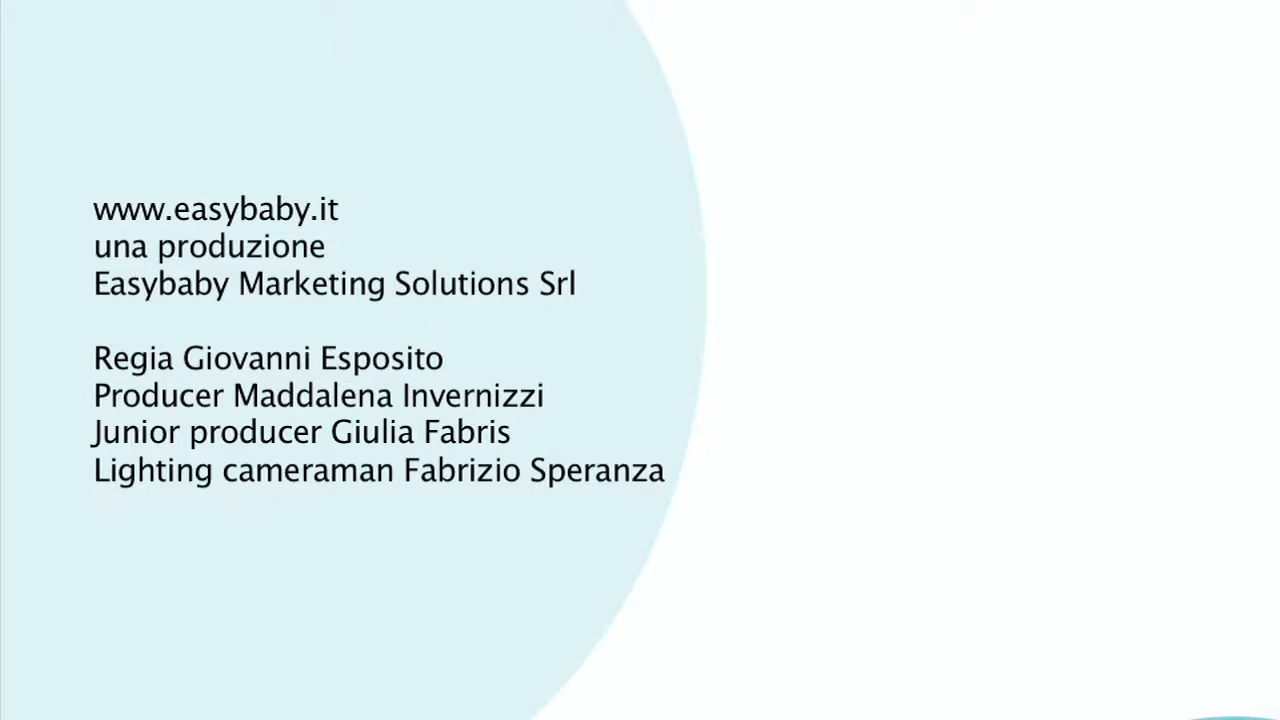 www.easybaby.it
una produzione
Easybaby Marketing Solutions Srl
Regia Giovanni Esposito
Producer Maddalena Invernizzi
Junior producer Giulia Fabris
Lighting cameraman Fabrizio Speranza